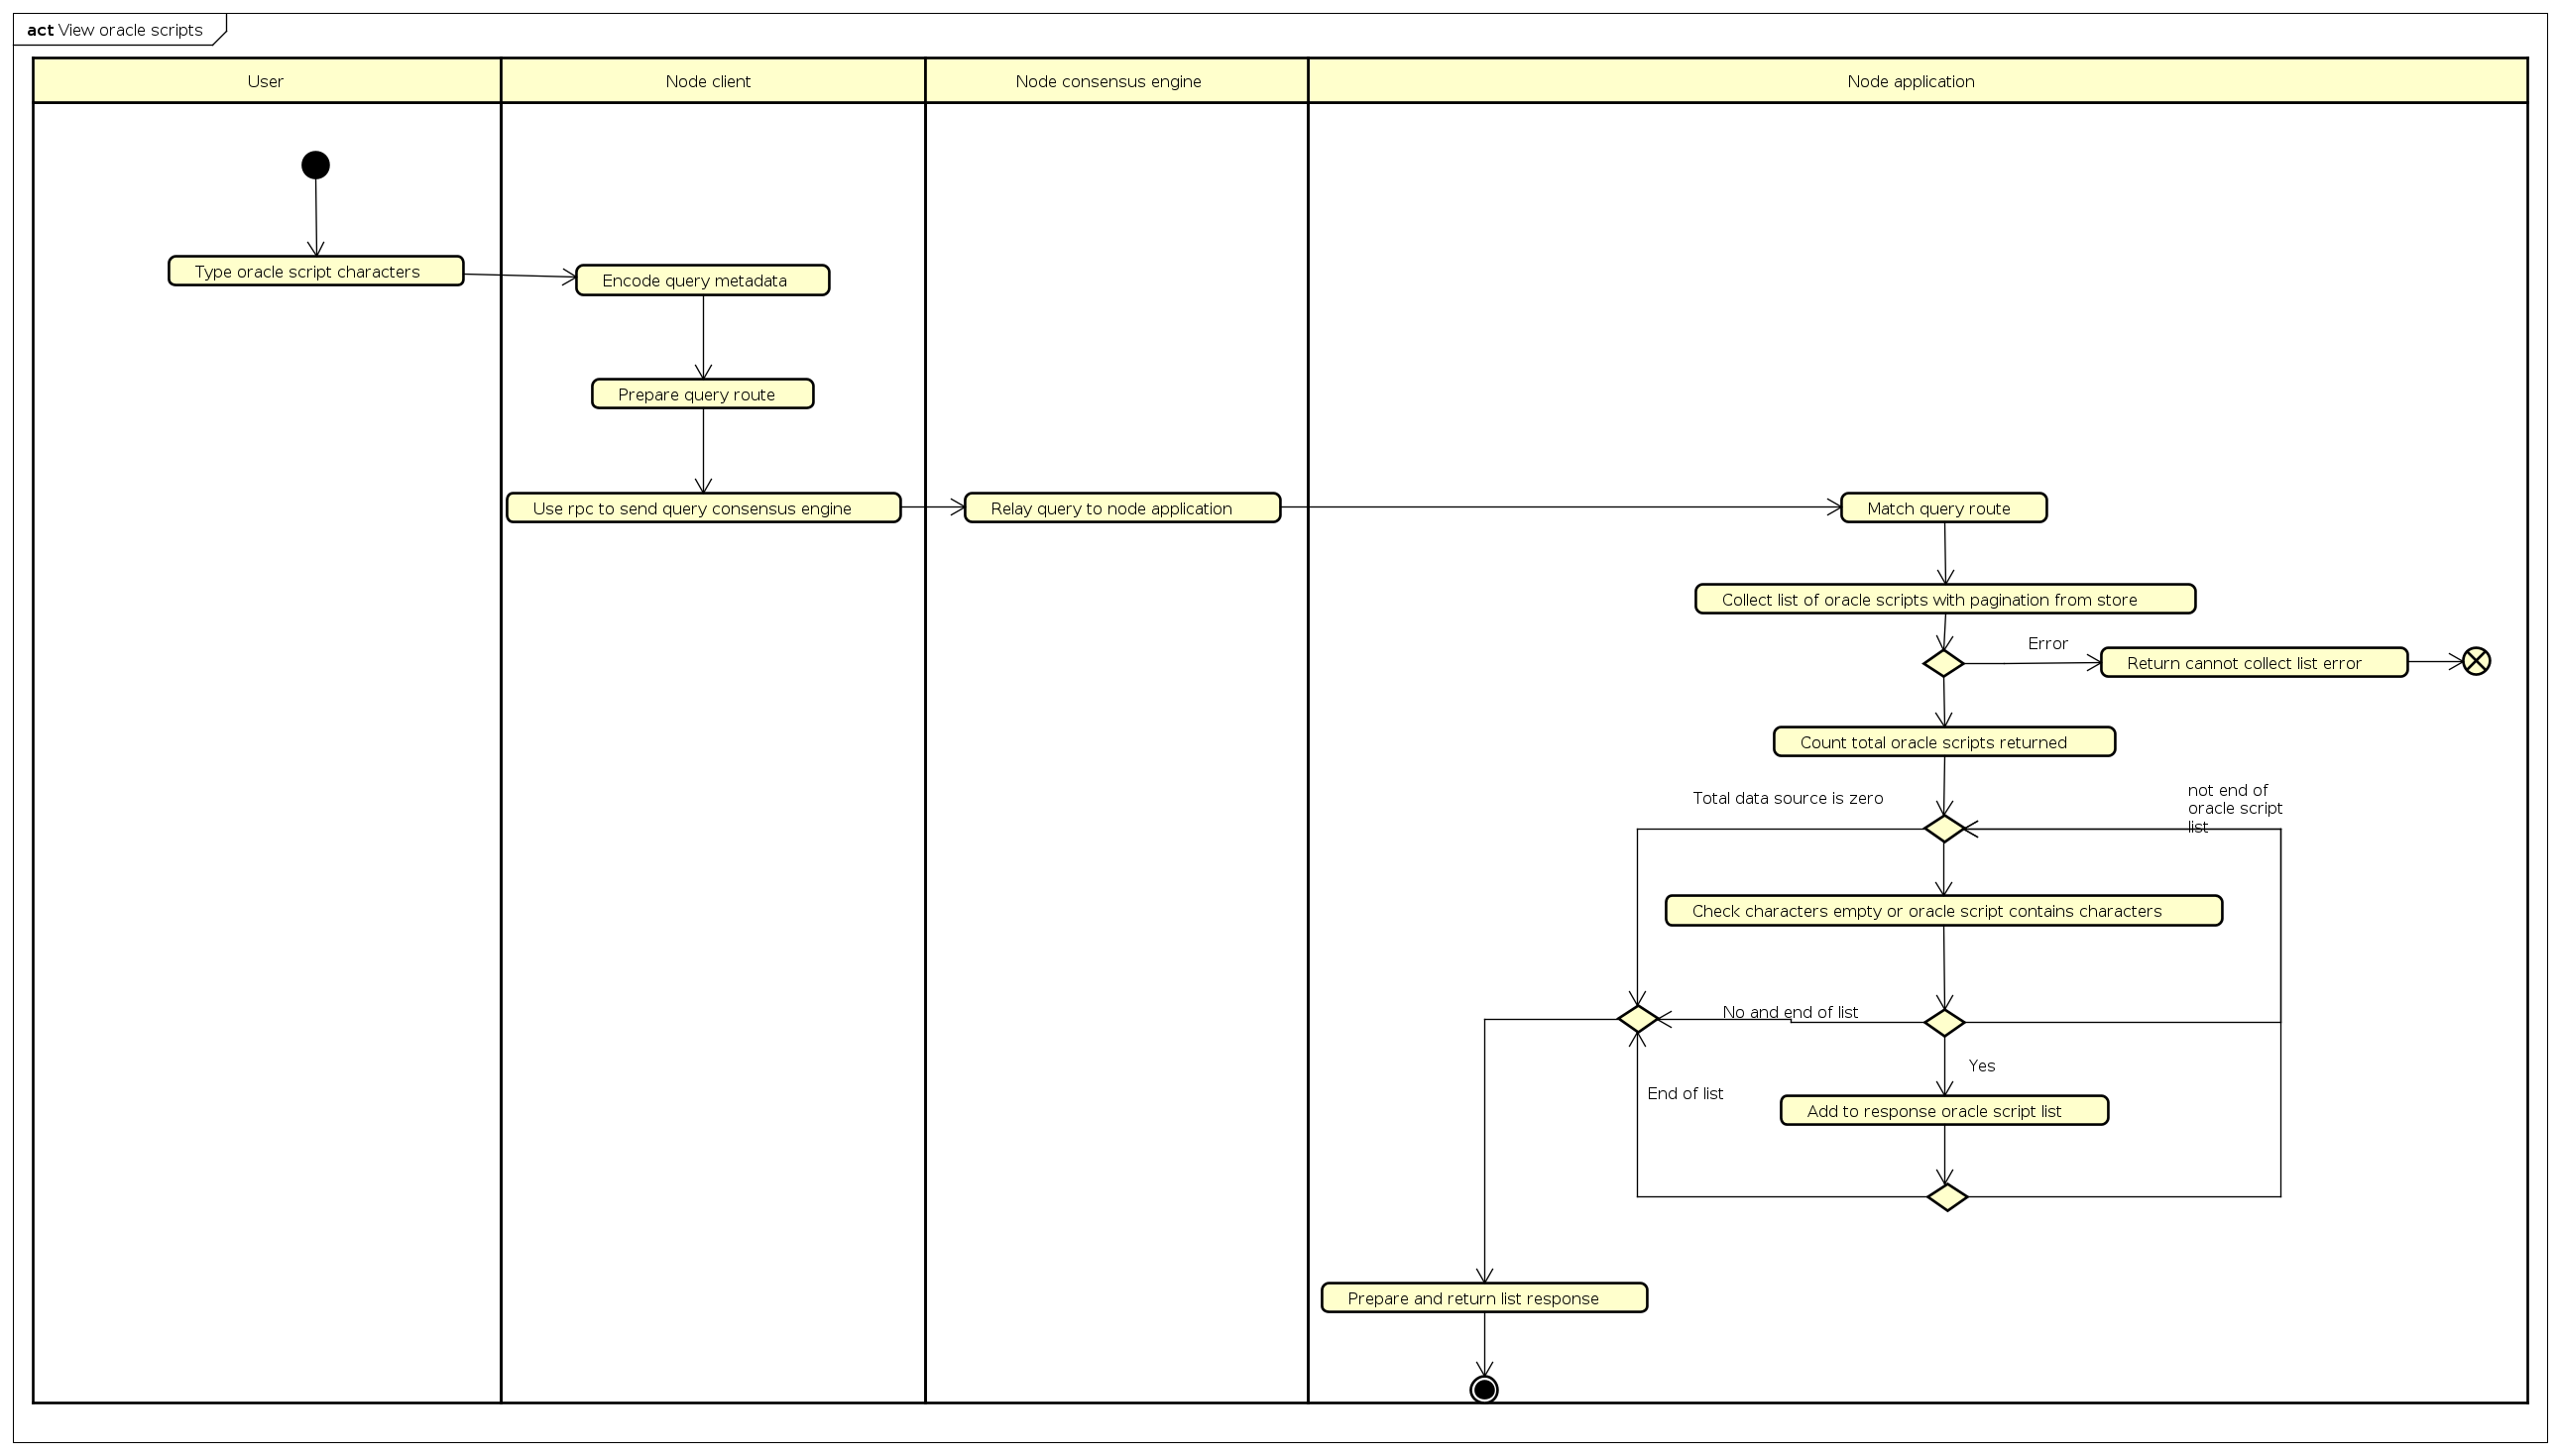 act View oracle scripts
User
Node client
Node consensus engine
Node application
Type oracle script characters
Encode query metadata
Prepare query route
Use rpc to send query consensus engine
Relay query to node application
Match query route
Collect list of oracle scripts with pagination from store
Error
Return cannot collect list error
Count total oracle scripts returned
Total data source is zero
not end of
oracle script
list
Check characters empty or oracle script contains characters
No and end of list
Yes
End of list
Add to response oracle script list
Prepare and return list response